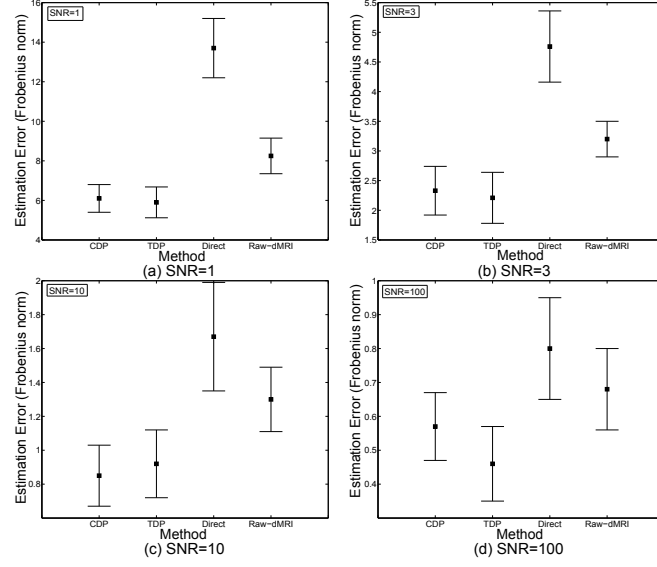 SNR=1
Estimation Error (Frobenius norm)
16
14
12
10
8
6
4
CDP TDP Direct Raw-dMRI
Method
(a) SNR=1
SNR=3
Estimation Error (Frobenius norm)
5.5
5
4.5
4
3.5
3
2.5
2
1.5
CDP TDP Direct Raw-dMRI
Method
(b) SNR=3
SNR=10
Estimation Error (Frobenius norm)
2
1.8
1.6
1.4
1.2
1
0.8
CDP TDP Direct Raw-dMRI
Method
(c) SNR=10
SNR=100
Estimation Error (Frobenius norm)
1
0.9
0.8
0.7
0.6
0.5
0.4
CDP TDP Direct Raw-dMRI
Method
(d) SNR=100